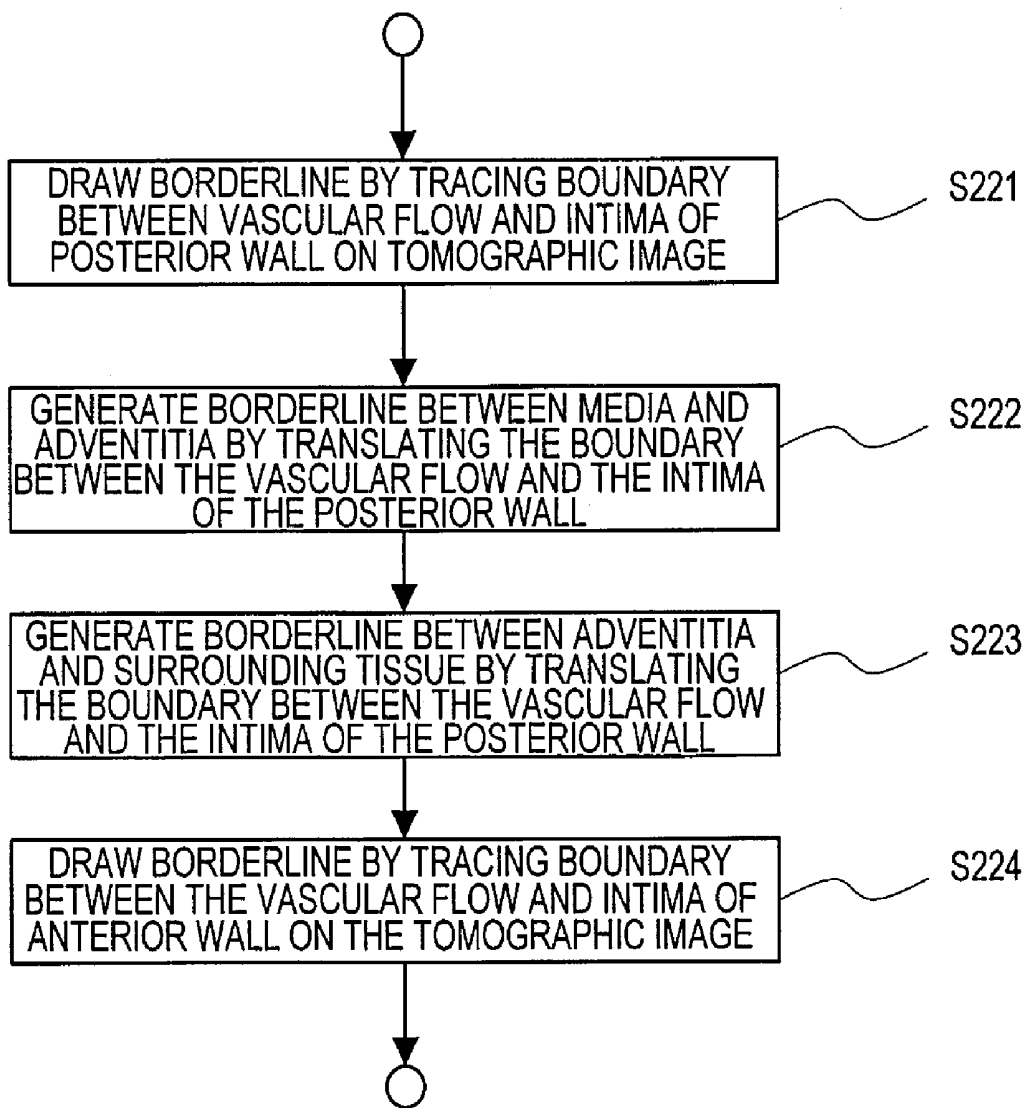 DRAW BORDERLINE BY TRACING BOUNDARY
BETWEEN VASCULAR FLOW AND INTIMA OF
POSTERIOR WALL ON TOMOGRAPHIC IMAGE
S221
GENERATE BORDERLINE BETWEEN MEDIA AND
ADVENTITIA BY TRANSLATING THE BOUNDARY
BETWEEN THE VASCULAR FLOW AND THE INTIMA
OF THE POSTERIOR WALL
S222
GENERATE BORDERLINE BETWEEN ADVENTITIA
AND SURROUNDING TISSUE BY TRANSLATING
THE BOUNDARY BETWEEN THE VASCULAR FLOW
AND THE INTIMA OF THE POSTERIOR WALL
S223
DRAW BORDERLINE BY TRACING BOUNDARY
BETWEEN THE VASCULAR FLOW AND INTIMA OF
ANTERIOR WALL ON THE TOMOGRAPHIC IMAGE
S224